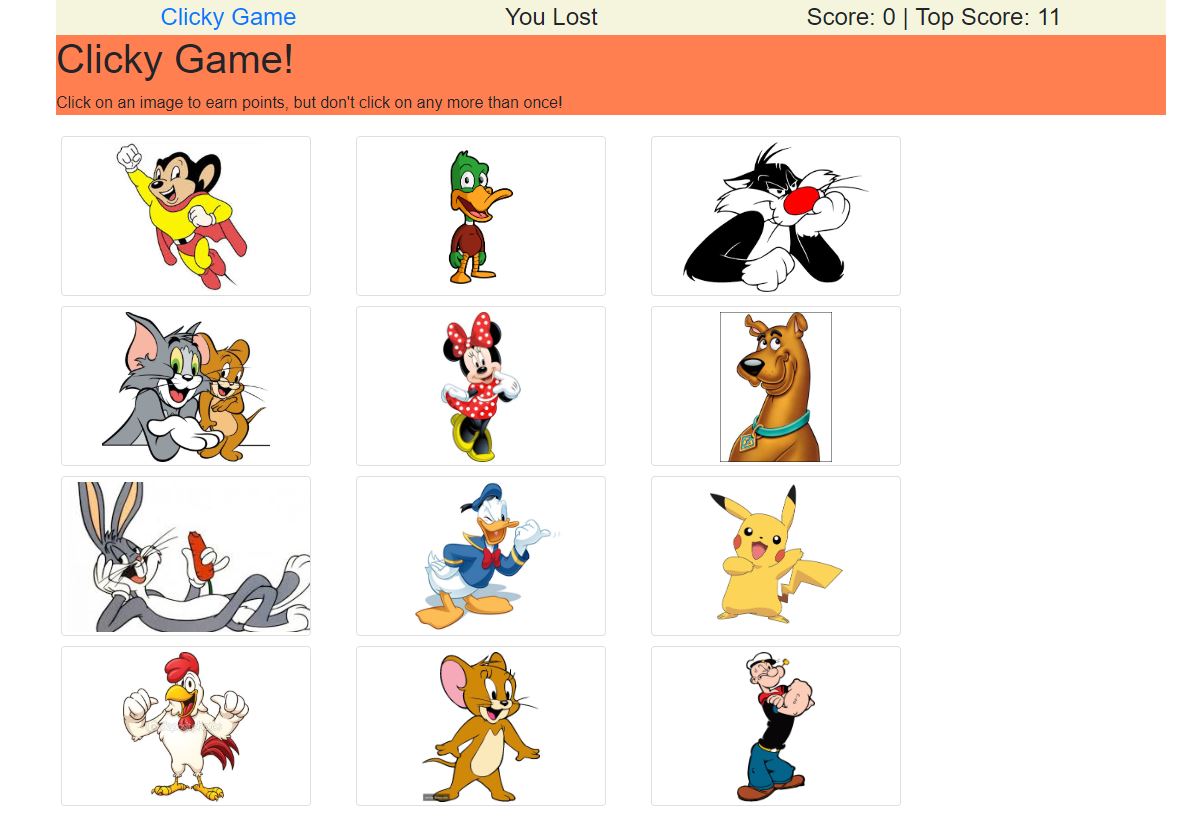 Clicky Game
You Lost
Score: 0 | Top Score: 11
Clicky Game!
Click on an image to earn points, but don't click on any more than once!